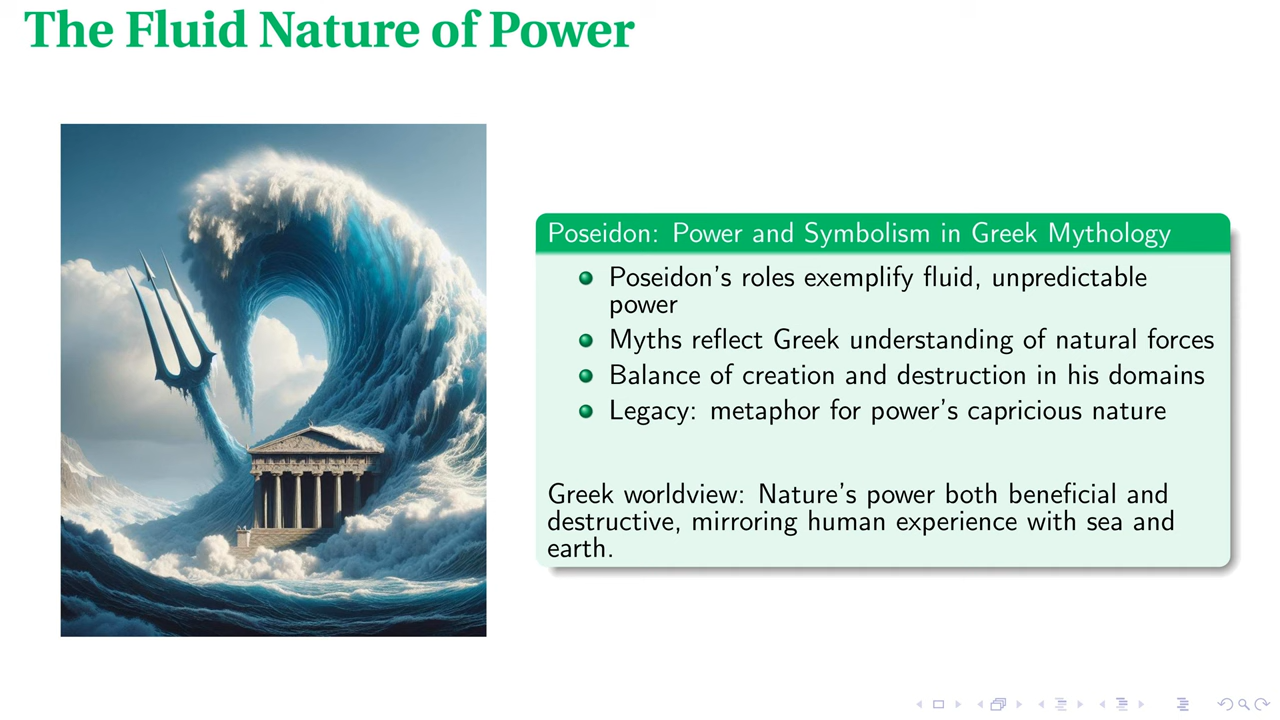 The Fluid Nature of Power
Poseidon: Power and Symbolism in Greek Mythology
Poseidon's roles exemplify fluid, unpredictable
power
Myths reflect Greek understanding of natural forces
Balance of creation and destruction in his domains
Legacy: metaphor for power's capricious nature
Greek worldview: Nature's power both beneficial and
destructive, mirroring human experience with sea and
earth.